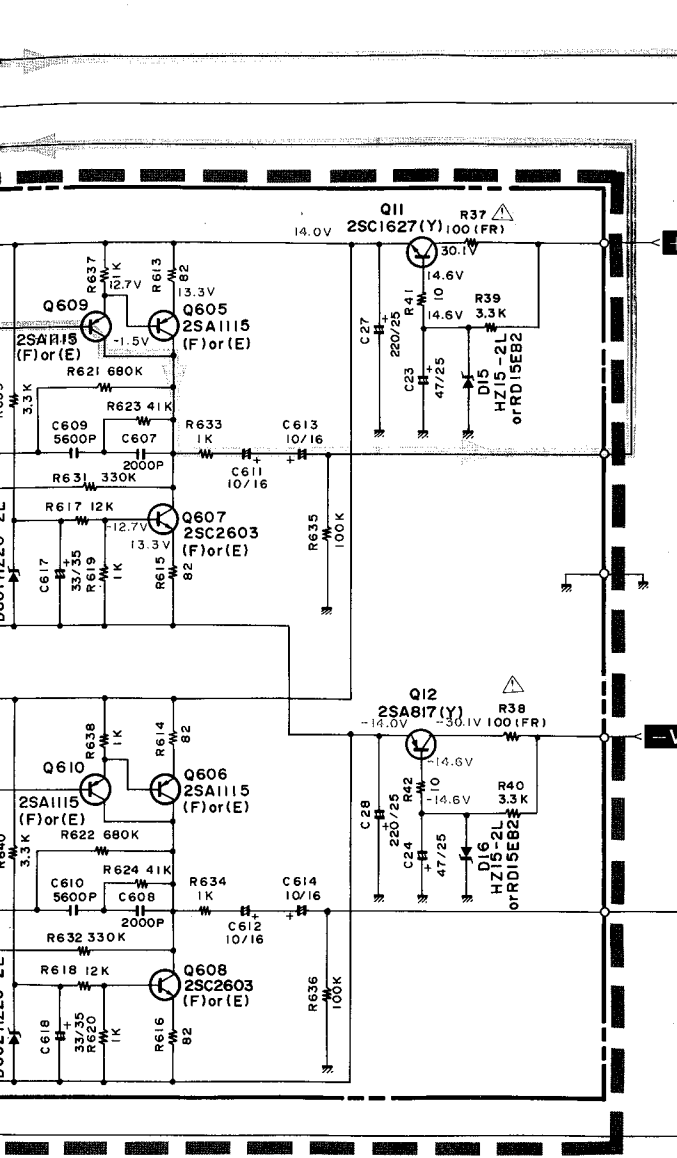 Q11
2SC1627(Y)
R37
100(FR)
14.0V
30.1V
14.6V
R41
10
14.6V
R39
3.3K
C27
220/25
C23
47/25
D15
HZ15-2L
orRD15EB2
R637
1K
12.7V
R613
82
13.3V
Q609
2SA1115
(F)or(E)
-1.5V
Q605
2SA1115
(F)or(E)
R621 680K
3.3K
R623 41K
C609
5600P
C607
2000P
R633
1K
C613
10/16
C611
10/16
R631 330K
R617 12K
-12.7V
13.3V
Q607
2SC2603
(F)or(E)
C617
33/35
R619
1K
R615
82
R635
100K
Q12
2SA817(Y)
-14.0V
-30.1V
R38
100(FR)
-14.6V
R42
10
-14.6V
R40
3.3K
C28
220/25
C24
47/25
D16
HZ15-2L
orRD15EB2
R638
1K
R614
82
Q610
2SA1115
(F)or(E)
Q606
2SA1115
(F)or(E)
R622 680K
R640
3.3K
R624 41K
C610
5600P
C608
2000P
R634
1K
C614
10/16
C612
10/16
R632 330K
R618 12K
Q608
2SC2603
(F)or(E)
C618
33/35
R620
1K
R616
82
R636
100K